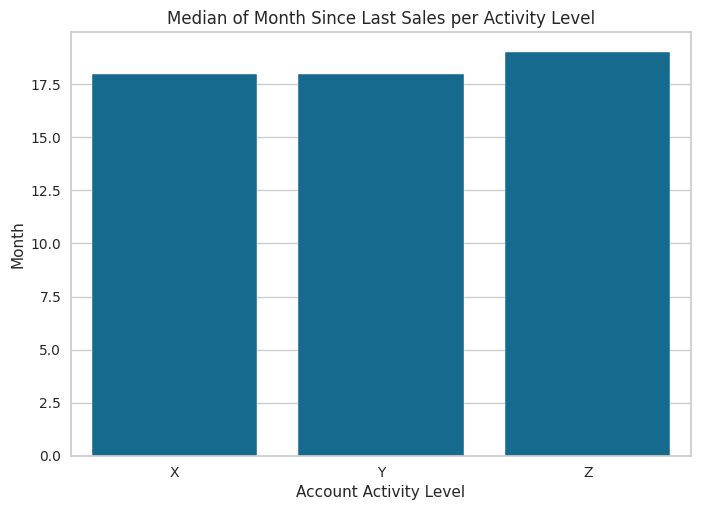 Median of Month Since Last Sales per Activity Level
17.5
15.0
12.5
10.0
7.5
5.0
2.5
0.0
Month
X Y Z
Account Activity Level